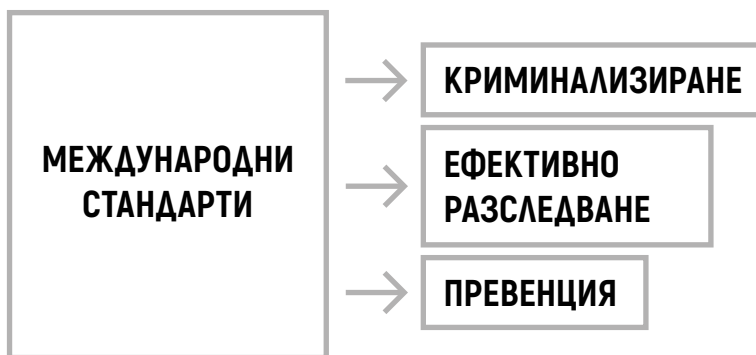 МЕЖДУНАРОДНИ
СТАНДАРТИ
КРИМИНАЛИЗИРАНЕ
ЕФЕКТИВНО
РАЗСЛЕДВАНЕ
ПРЕВЕНЦИЯ